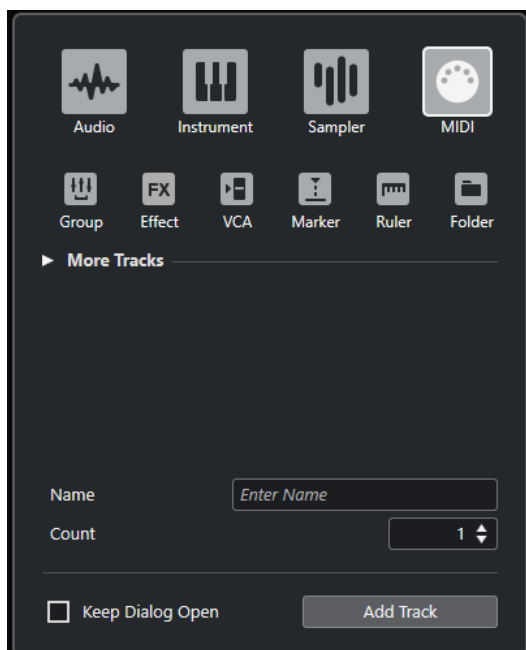 Audio Instrument Sampler MIDI
FX
Group Effect VCA Marker Ruler Folder
More Tracks
Name Enter Name
Count 1
Keep Dialog Open Add Track